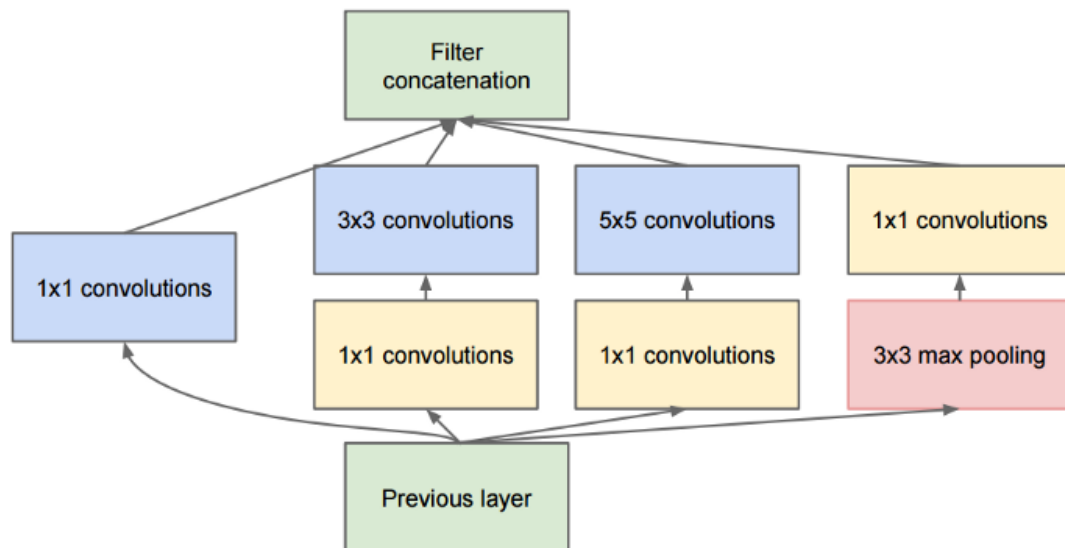 Filter
concatenation
3x3 convolutions
5x5 convolutions
1x1 convolutions
1x1 convolutions
1x1 convolutions
1x1 convolutions
3x3 max pooling
Previous layer